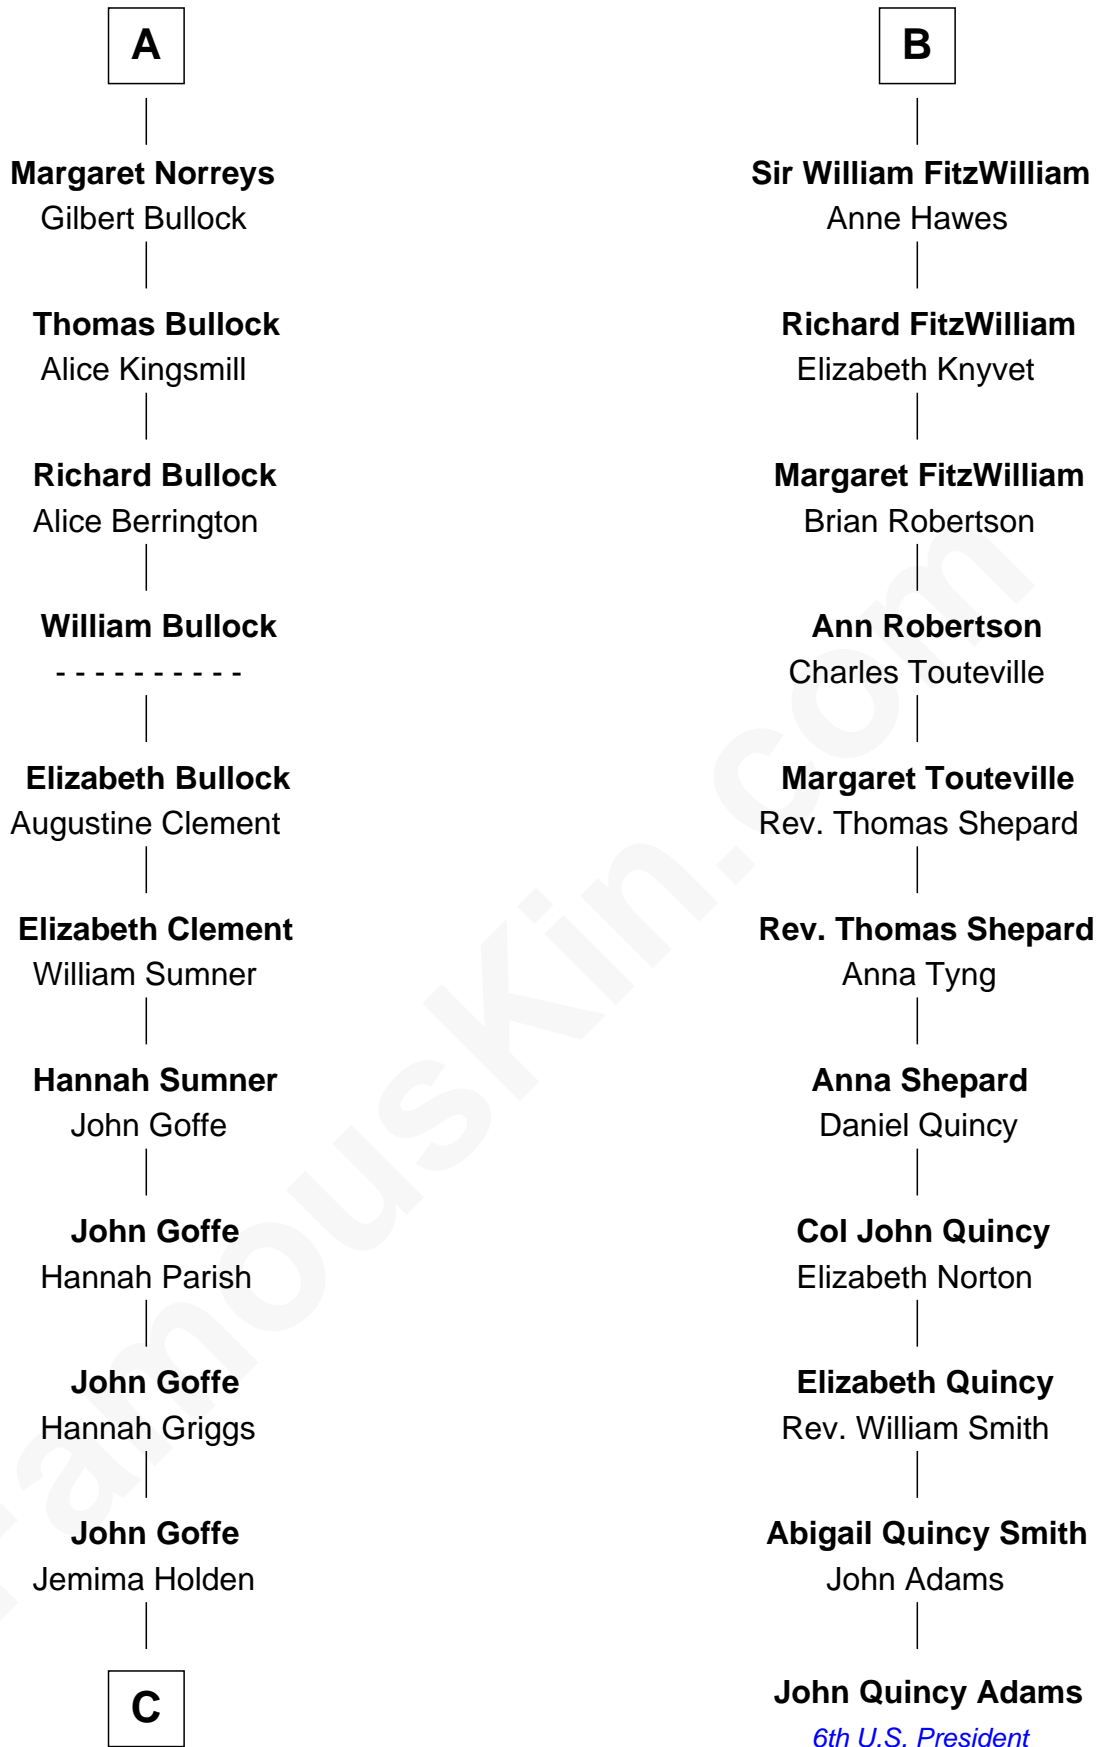 A
Margaret Norreys
Gilbert Bullock
Thomas Bullock
Alice Kingsmill
Richard Bullock
Alice Berrington
William Bullock
- - - - - - - - - -
Elizabeth Bullock
Augustine Clement
Elizabeth Clement
William Sumner
Hannah Sumner
John Goffe
John Goffe
Hannah Parish
John Goffe
Hannah Griggs
John Goffe
Jemima Holden
C
B
Sir William FitzWilliam
Anne Hawes
Richard FitzWilliam
Elizabeth Knyvet
Margaret FitzWilliam
Brian Robertson
Ann Robertson
Charles Touteville
Margaret Touteville
Rev. Thomas Shepard
Rev. Thomas Shepard
Anna Tyng
Anna Shepard
Daniel Quincy
Col John Quincy
Elizabeth Norton
Elizabeth Quincy
Rev. William Smith
Abigail Quincy Smith
John Adams
John Quincy Adams
6th U.S. President
FamousKin.com